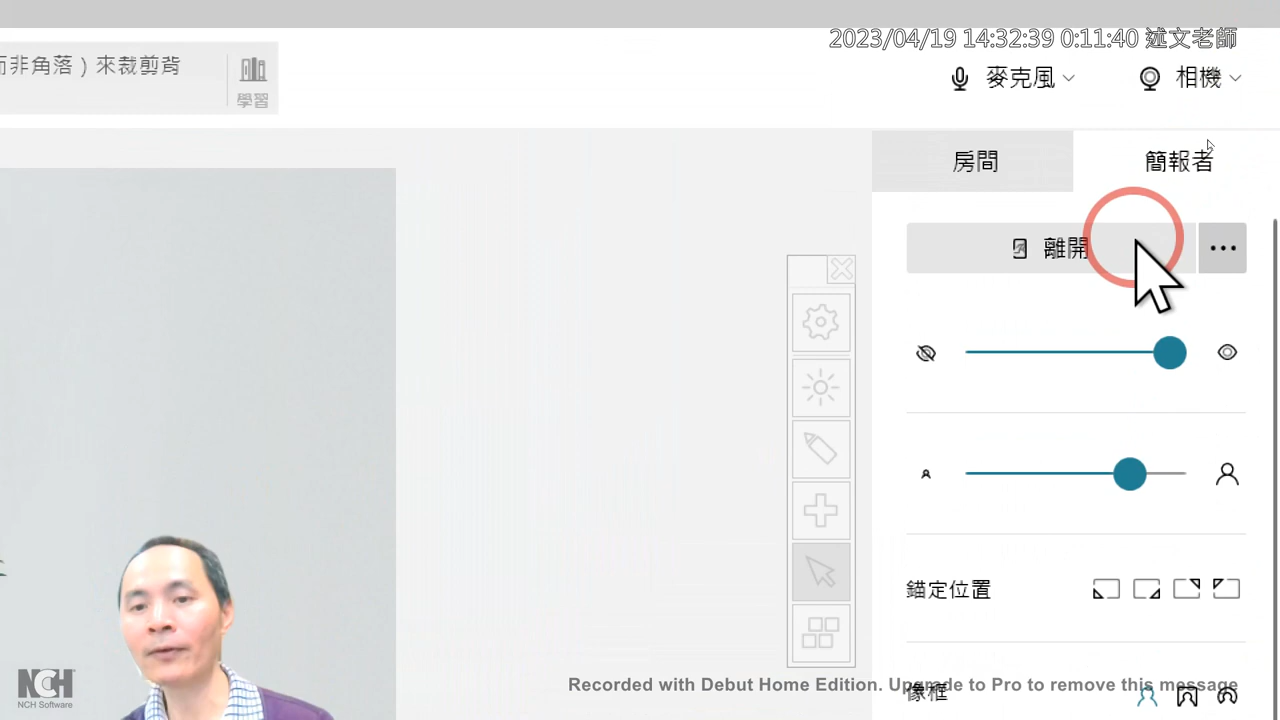 2023/04/19 14:32:39 0:11:40 述文老師
而非角落）來裁剪背
學習
麥克風
相機
房間
簡報者
離開
錨定位置
像框
NCH
NCH Software
Recorded with Debut Home Edition. Upgrade to Pro to remove this message